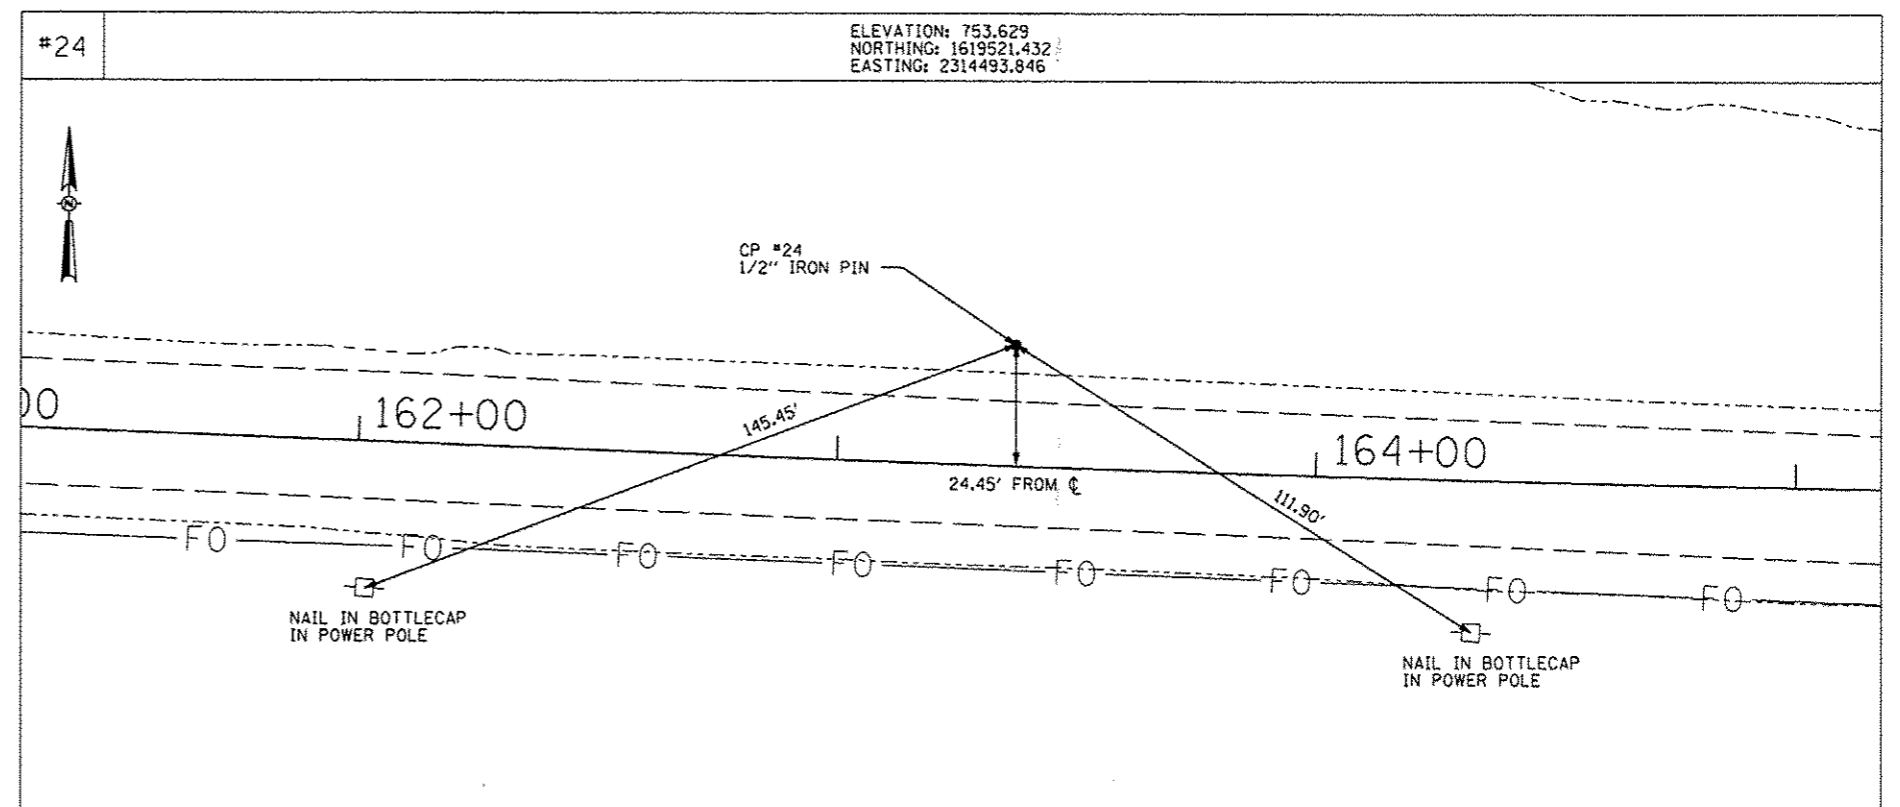 #24
ELEVATION: 753.629
NORTHING: 1619521.432
EASTING: 2314493.846
N
CP #24
1/2" IRON PIN
00
162+00
145.45'
164+00
24.45' FROM ℄
111.90'
FO FO FO FO FO FO FO FO
NAIL IN BOTTLECAP
IN POWER POLE
NAIL IN BOTTLECAP
IN POWER POLE